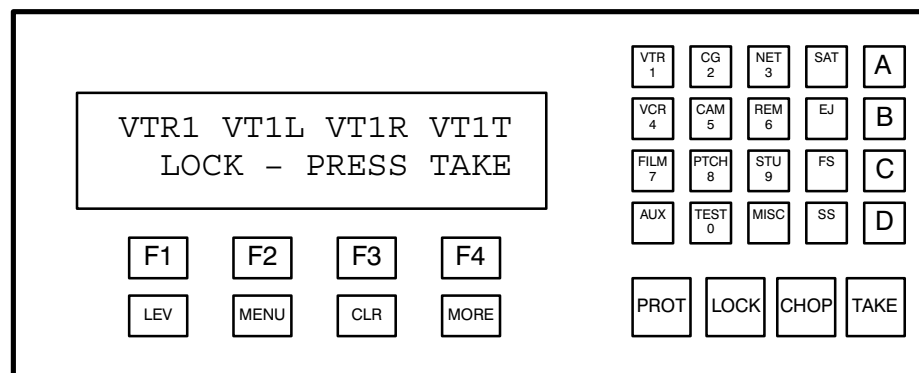 VTR1 VT1L VT1R VT1T
LOCK – PRESS TAKE
F1 F2 F3 F4
LEV MENU CLR MORE
VTR CG NET SAT A
1 2 3
VCR CAM REM EJ B
4 5 6
FILM PTCH STU FS C
7 8 9
AUX TEST MISC SS D
0
PROT LOCK CHOP TAKE